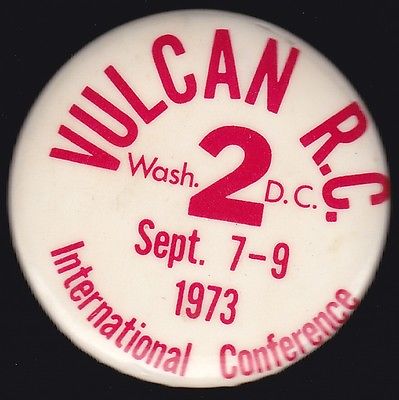 VULCAN R.C.
Wash. 2 D.C.
Sept. 7-9
1973
International Conference